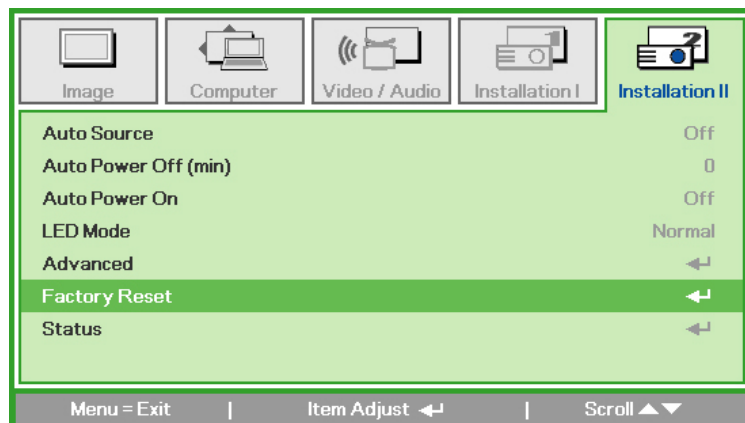 Image Computer Video / Audio Installation I Installation II
Auto Source Off
Auto Power Off (min) 0
Auto Power On Off
LED Mode Normal
Advanced
Factory Reset
Status
Menu = Exit | Item Adjust | Scroll